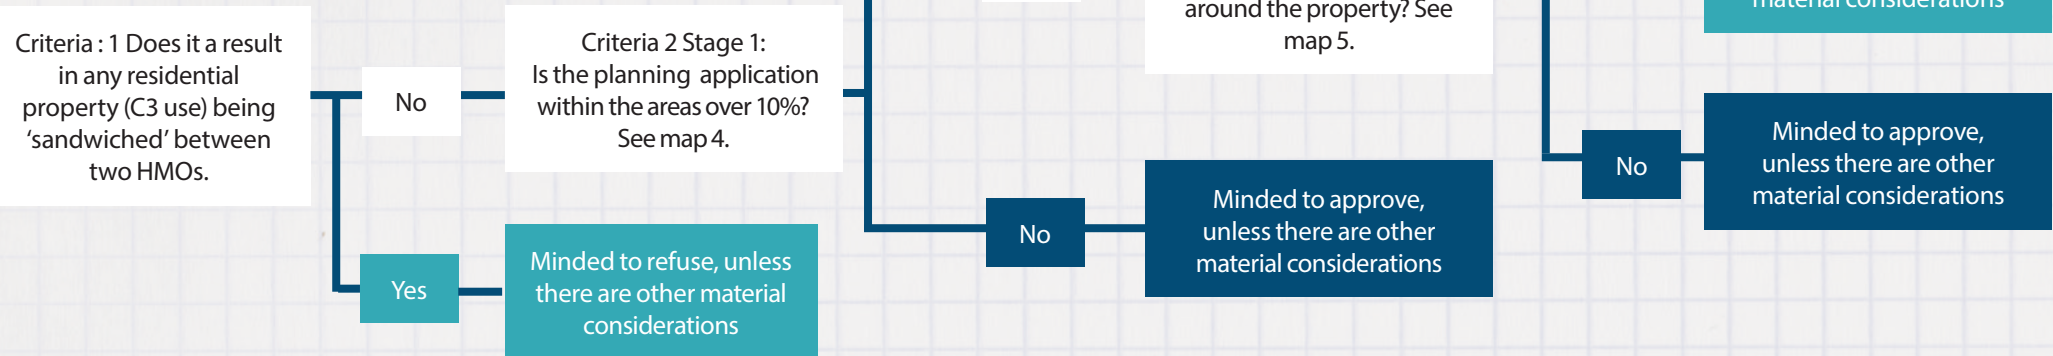 Criteria : 1 Does it a result
in any residential
property (C3 use) being
‘sandwiched’ between
two HMOs.
No
Yes
Criteria 2 Stage 1:
Is the planning application
within the areas over 10%?
See map 4.
Minded to refuse, unless
there are other material
considerations
No
around the property? See
map 5.
Minded to approve,
unless there are other
material considerations
No
material considerations
Minded to approve,
unless there are other
material considerations